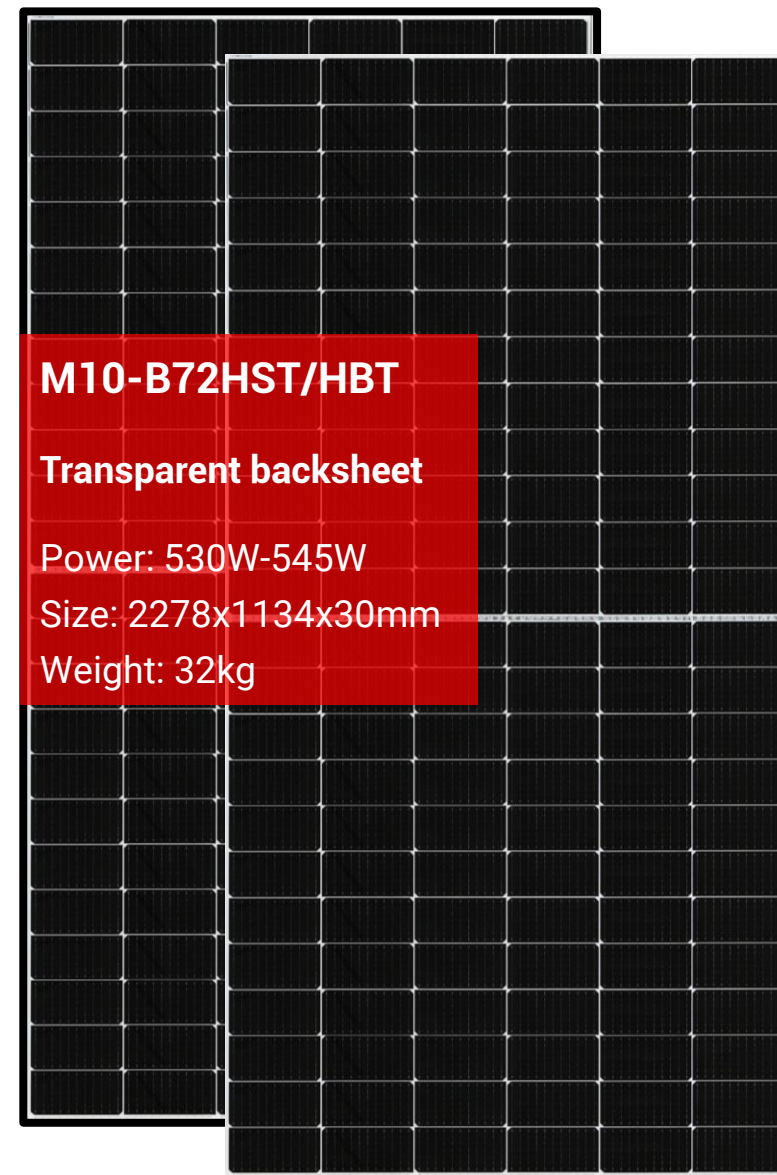 M10-B72HST/HBT
Transparent backsheet
Power: 530W-545W
Size: 2278x1134x30mm
Weight: 32kg